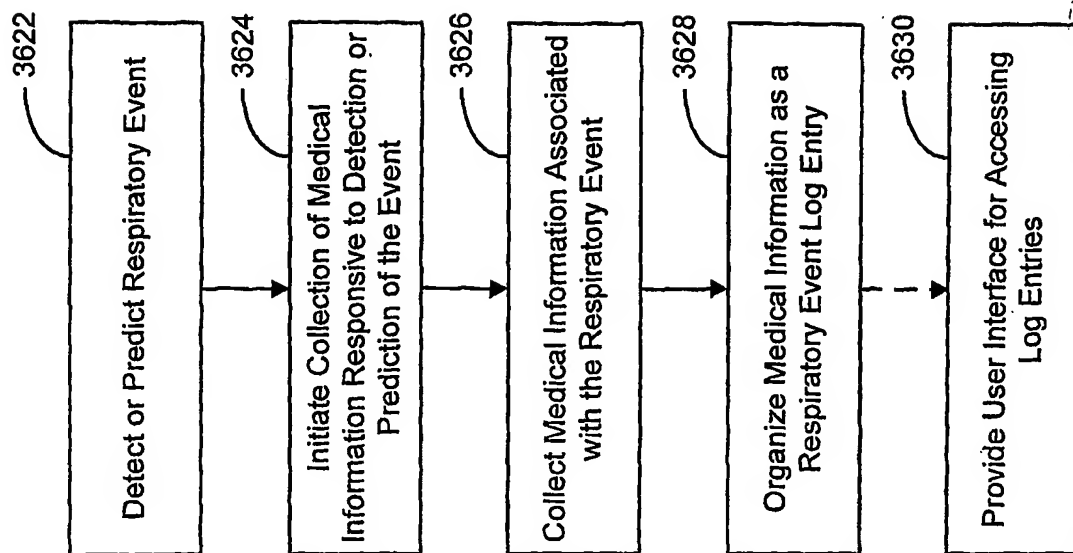 3622
Detect or Predict Respiratory Event
3624
Initiate Collection of Medical
Information Responsive to Detection or
Prediction of the Event
3626
Collect Medical Information Associated
with the Respiratory Event
3628
Organize Medical Information as a
Respiratory Event Log Entry
3630
Provide User Interface for Accessing
Log Entries